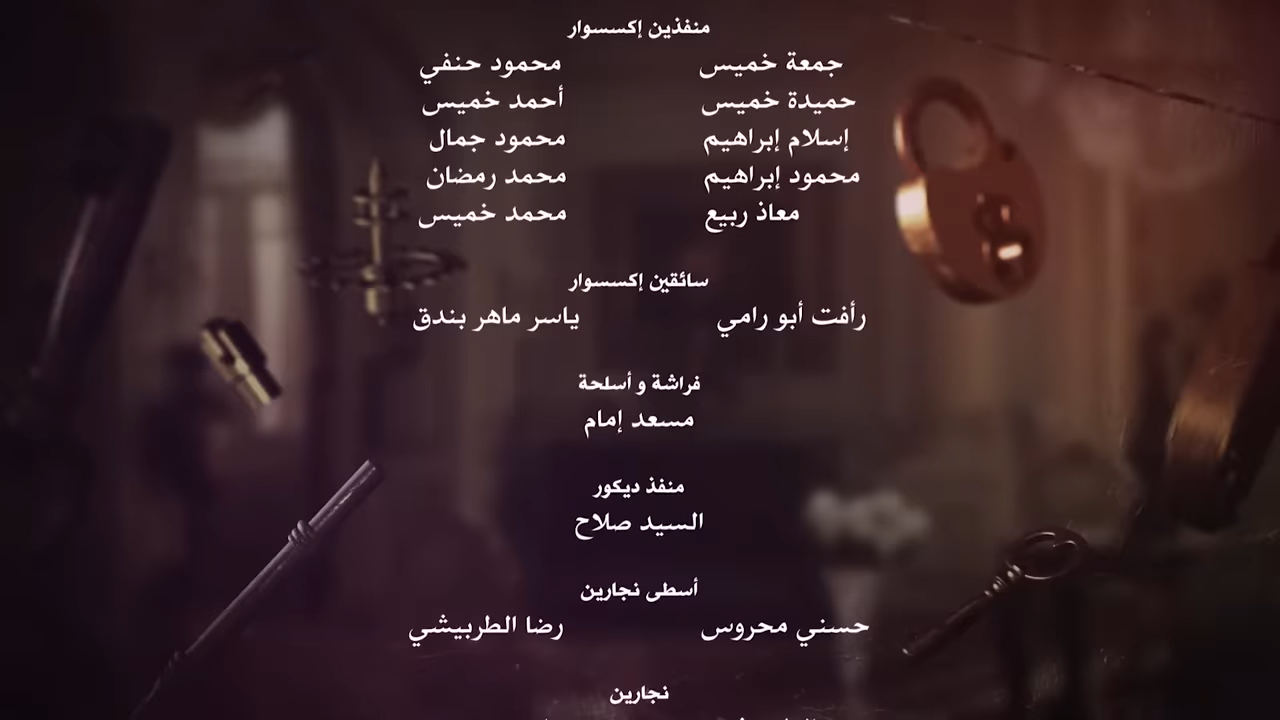 منفذين إكسسوار
جمعة خميس محمود حنفي
حميدة خميس أحمد خميس
إسلام إبراهيم محمود جمال
محمود إبراهيم محمد رمضان
معاذ ربيع محمد خميس
سائقين إكسسوار
رأفت أبو رامي ياسر ماهر بندق
فراشة و أسلحة
مسعد إمام
منفذ ديكور
السيد صلاح
أسطى نجارين
حسني محروس رضا الطربيشي
نجارين